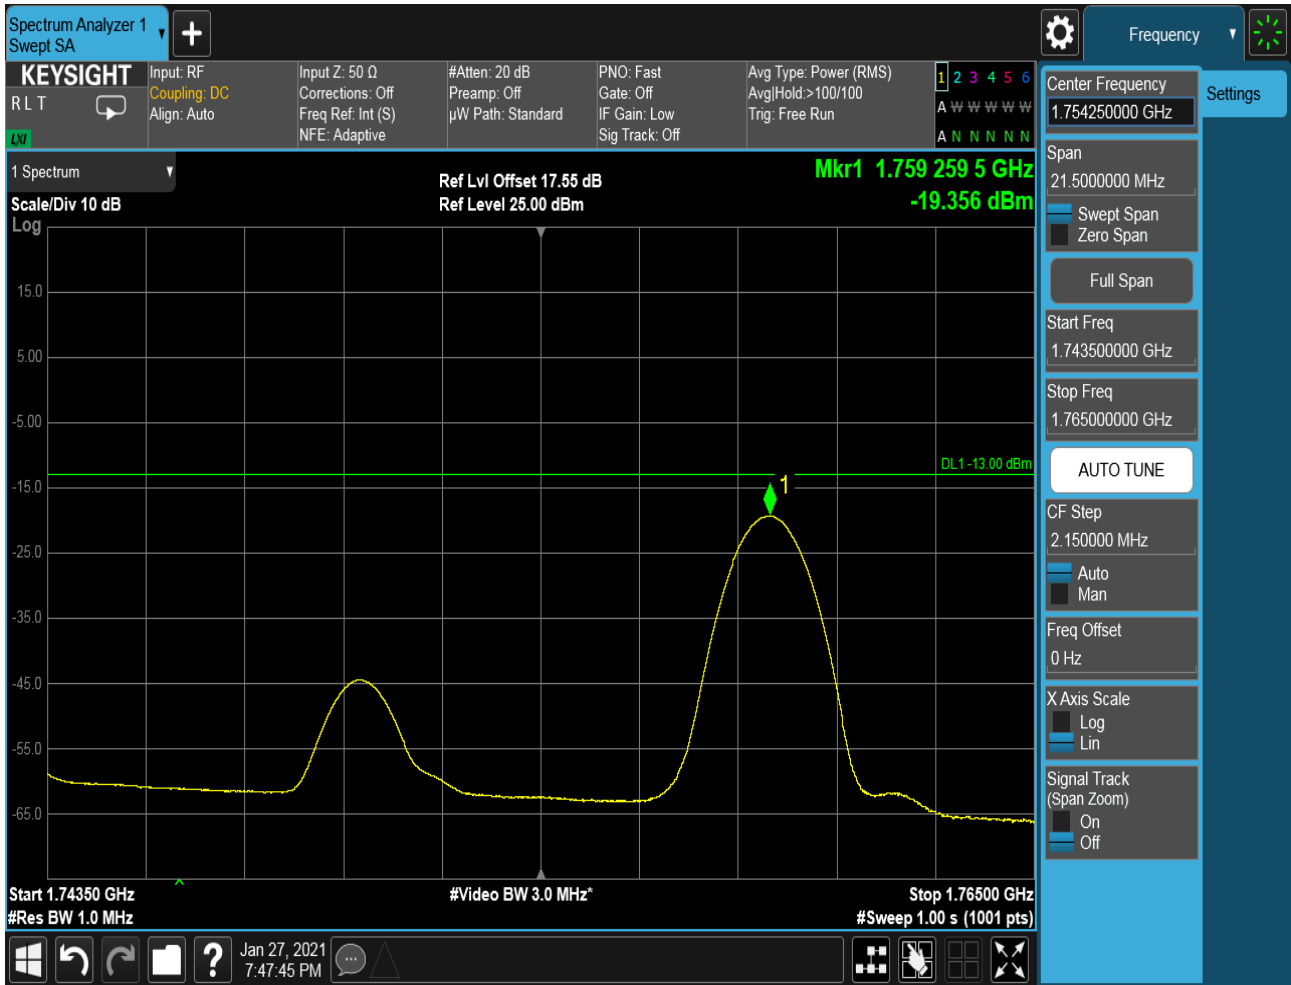 Spectrum Analyzer 1
Swept SA
Frequency
KEYSIGHT
R L T
LXI
Input: RF
Coupling: DC
Align: Auto
Input Z: 50 Ω
Corrections: Off
Freq Ref: Int (S)
NFE: Adaptive
#Atten: 20 dB
Preamp: Off
µW Path: Standard
PNO: Fast
Gate: Off
IF Gain: Low
Sig Track: Off
Avg Type: Power (RMS)
Avg|Hold:>100/100
Trig: Free Run
1 2 3 4 5 6
A W W W W W
A N N N N N
1 Spectrum
Scale/Div 10 dB
Log
Ref Lvl Offset 17.55 dB
Ref Level 25.00 dBm
Mkr1 1.759 259 5 GHz
-19.356 dBm
15.0
5.00
-5.00
-15.0
-25.0
-35.0
-45.0
-55.0
-65.0
DL1 -13.00 dBm
1
Start 1.74350 GHz
#Res BW 1.0 MHz
#Video BW 3.0 MHz*
Stop 1.76500 GHz
#Sweep 1.00 s (1001 pts)
Jan 27, 2021
7:47:45 PM
Center Frequency
1.754250000 GHz
Settings
Span
21.5000000 MHz
Swept Span
Zero Span
Full Span
Start Freq
1.743500000 GHz
Stop Freq
1.765000000 GHz
AUTO TUNE
CF Step
2.150000 MHz
Auto
Man
Freq Offset
0 Hz
X Axis Scale
Log
Lin
Signal Track
(Span Zoom)
On
Off